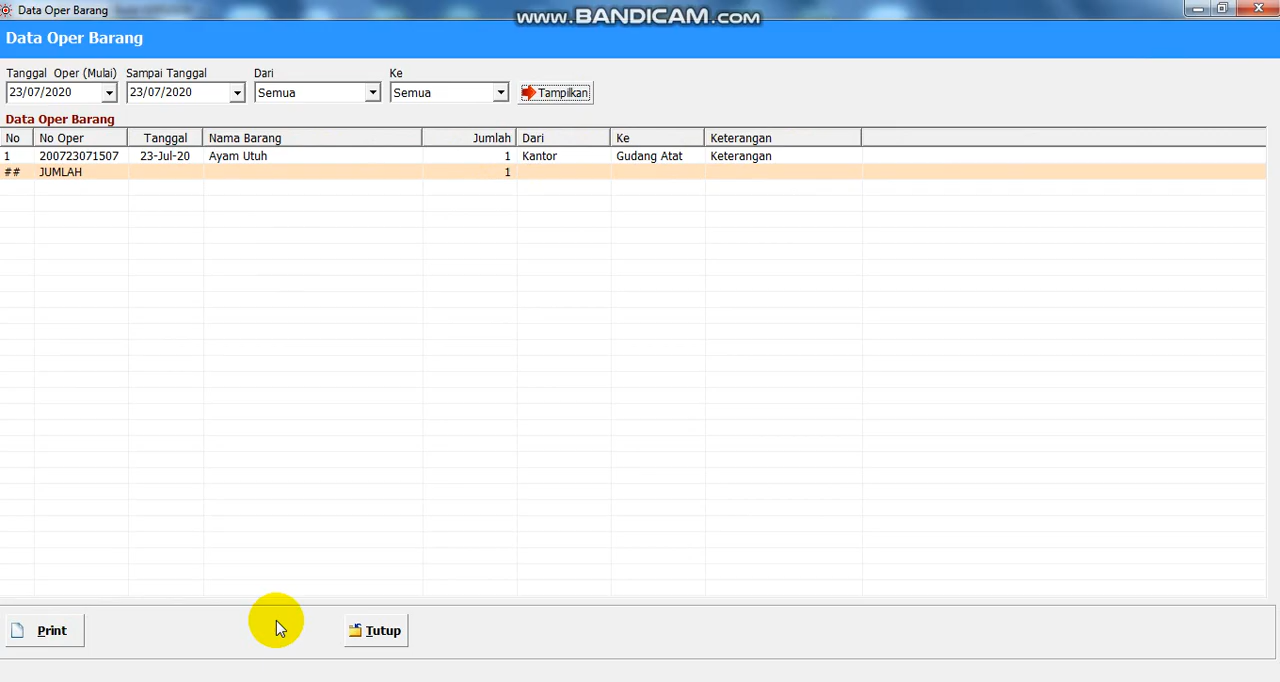 Data Oper Barang
www.BANDICAM.com
Data Oper Barang
Tanggal Oper (Mulai) Sampai Tanggal Dari Ke
23/07/2020 23/07/2020 Semua Semua Tampilkan
Data Oper Barang
No No Oper Tanggal Nama Barang Jumlah Dari Ke Keterangan
1 200723071507 23-Jul-20 Ayam Utuh 1 Kantor Gudang Atat Keterangan
## JUMLAH 1
Print Tutup